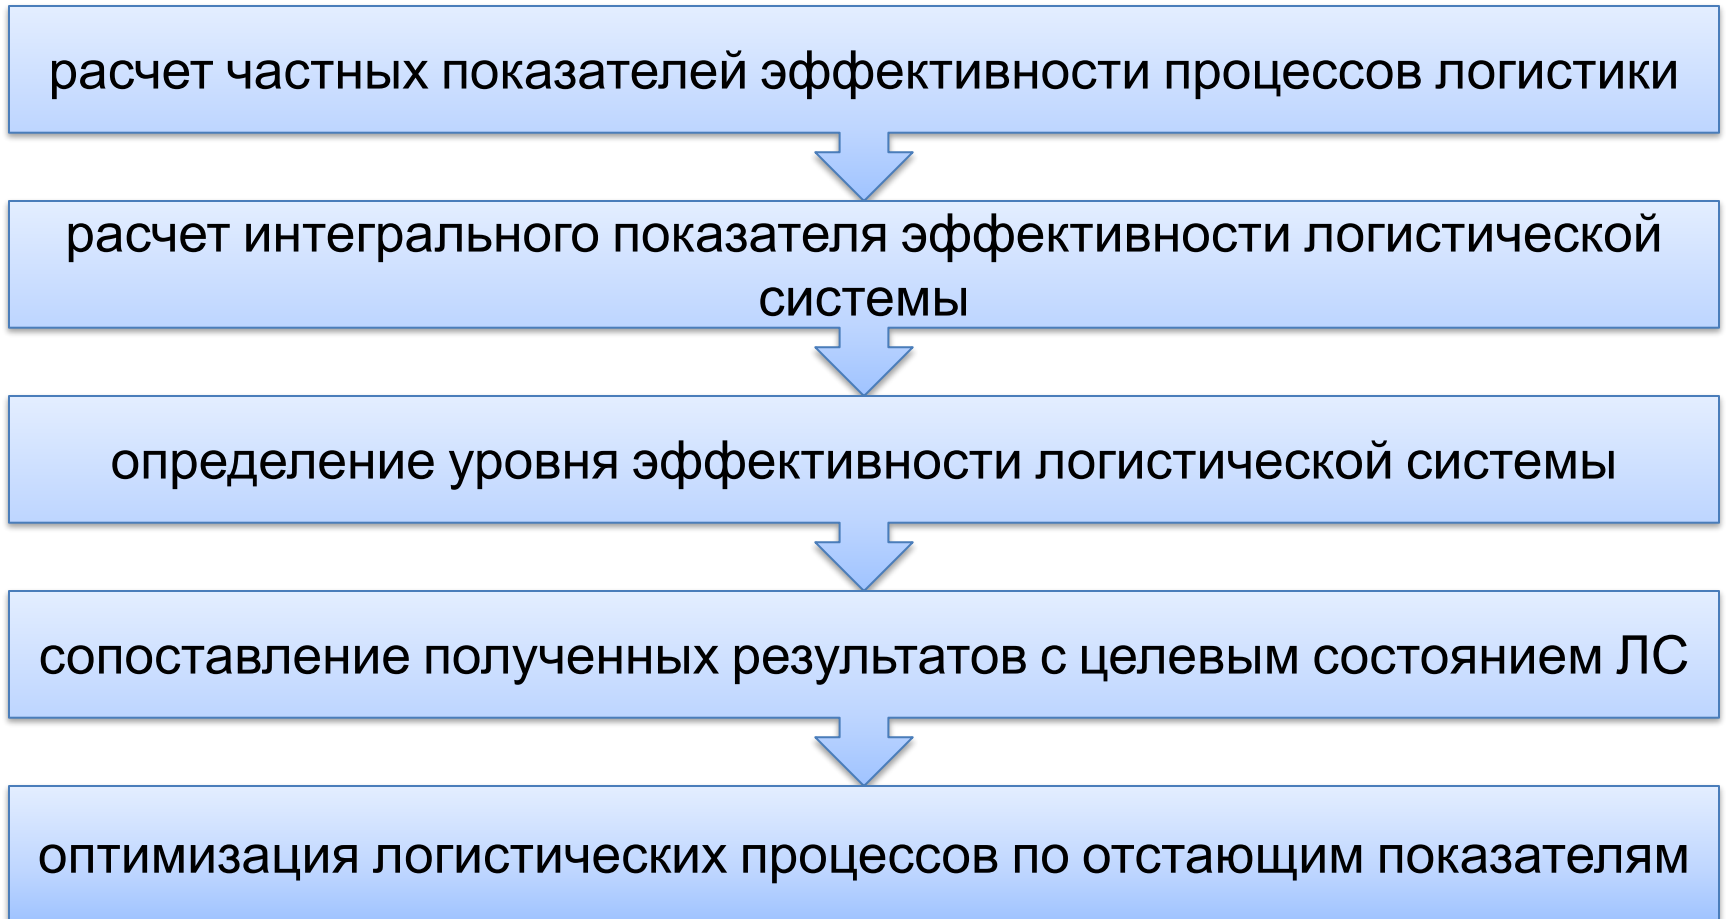 расчет частных показателей эффективности процессов логистики
расчет интегрального показателя эффективности логистической
системы
определение уровня эффективности логистической системы
сопоставление полученных результатов с целевым состоянием ЛС
оптимизация логистических процессов по отстающим показателям